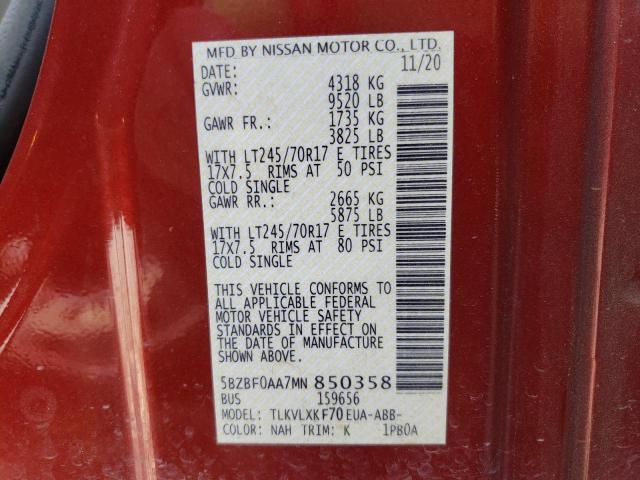 MFD BY NISSAN MOTOR CO., LTD.
DATE: 11/20
GVWR: 4318 KG
9520 LB
GAWR FR.: 1735 KG
3825 LB
WITH LT245/70R17 E TIRES
17X7.5 RIMS AT 50 PSI
COLD SINGLE
GAWR RR.: 2665 KG
5875 LB
WITH LT245/70R17 E TIRES
17X7.5 RIMS AT 80 PSI
COLD SINGLE
THIS VEHICLE CONFORMS TO
ALL APPLICABLE FEDERAL
MOTOR VEHICLE SAFETY
STANDARDS IN EFFECT ON
THE DATE OF MANUFACTURE
SHOWN ABOVE.
5BZBF0AA7MN 850358
BUS 159656
MODEL: TLKVLXKF70EUA-ABB-
COLOR: NAH TRIM: K 1PB0A